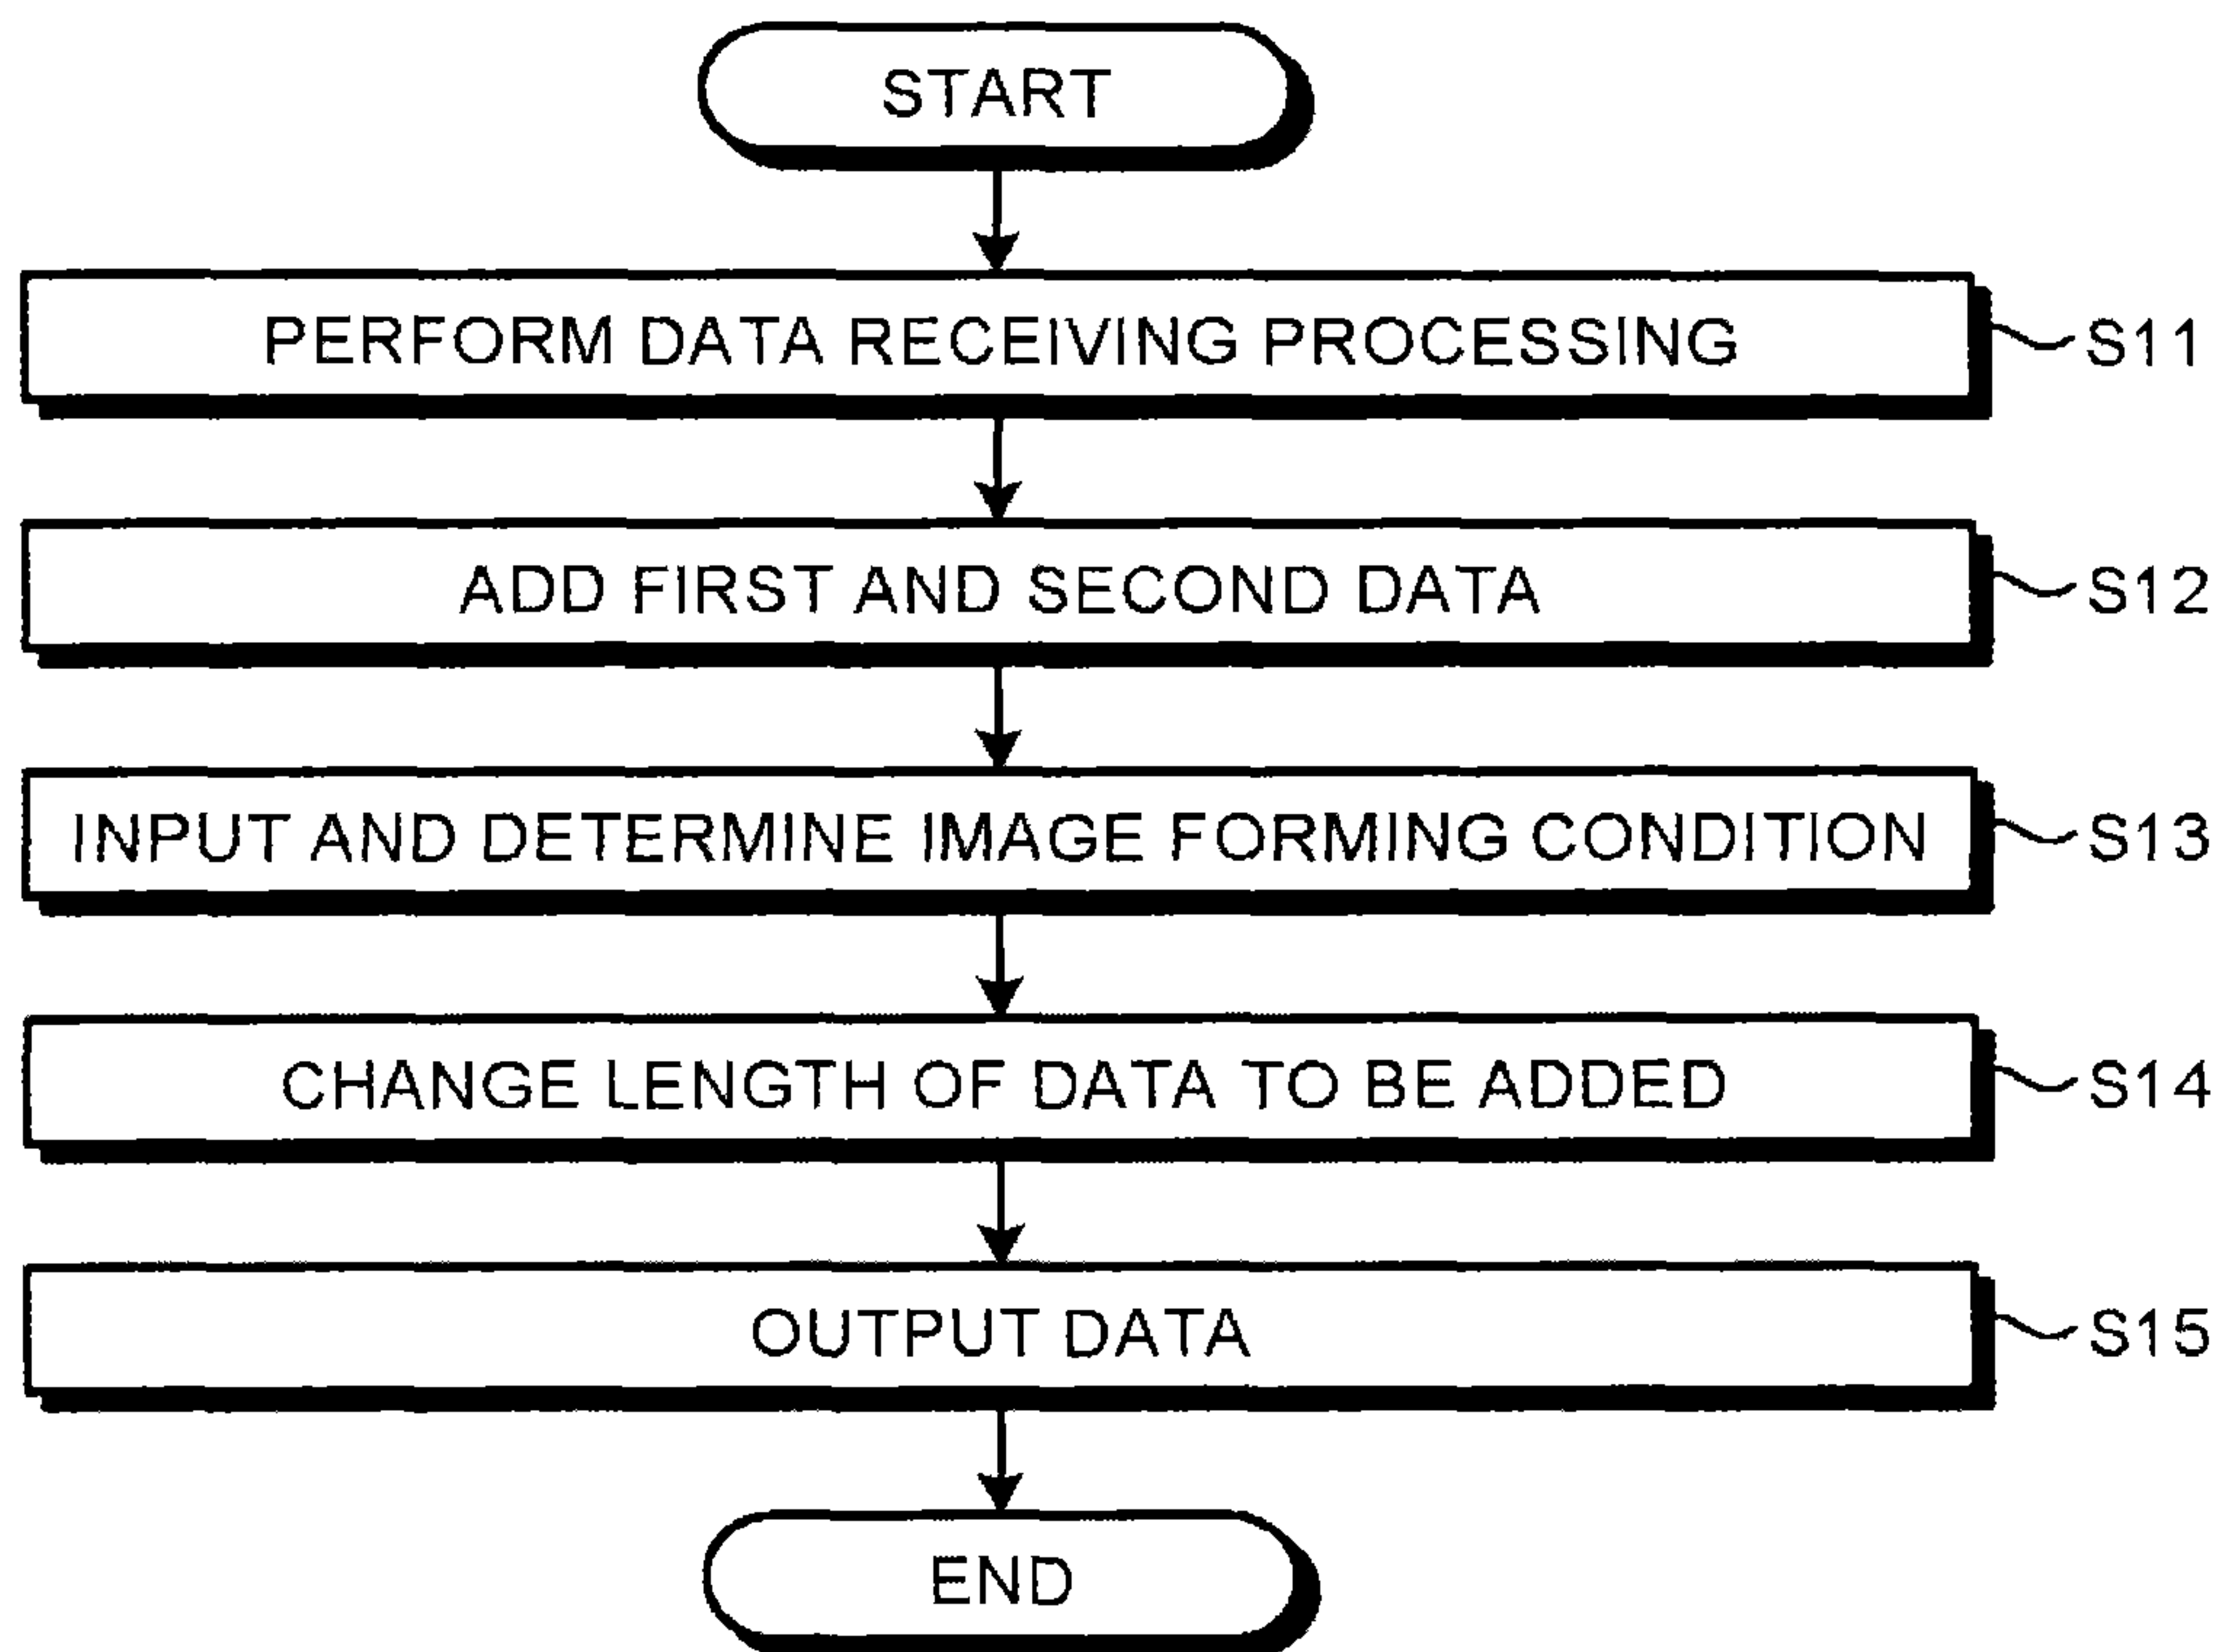 START
PERFORM DATA RECEIVING PROCESSING S11
ADD FIRST AND SECOND DATA S12
INPUT AND DETERMINE IMAGE FORMING CONDITION S13
CHANGE LENGTH OF DATA TO BE ADDED S14
OUTPUT DATA S15
END